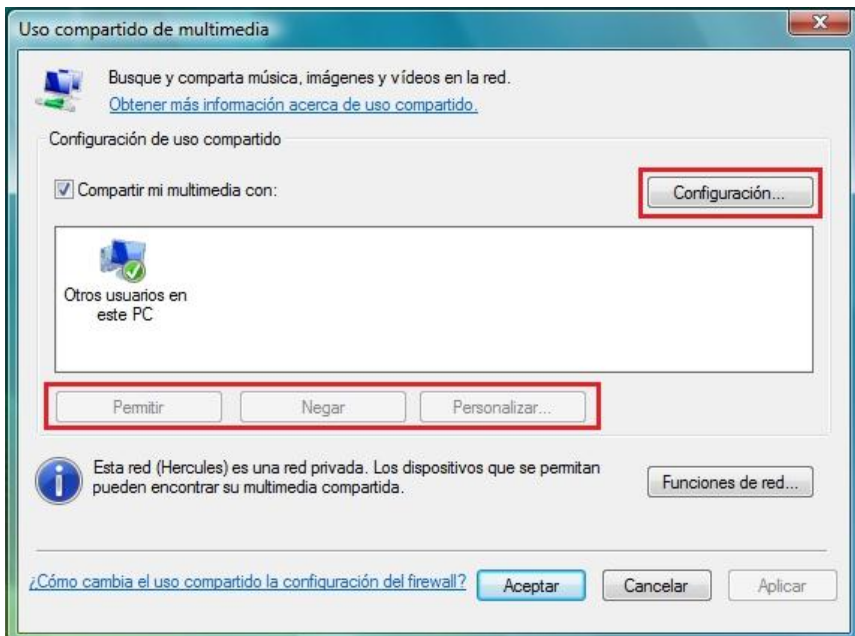 Uso compartido de multimedia
Busque y comparta música, imágenes y vídeos en la red.
Obtener más información acerca de uso compartido.
Configuración de uso compartido
Compartir mi multimedia con:
Configuración...
Otros usuarios en
este PC
Permitir
Negar
Personalizar...
Esta red (Hercules) es una red privada. Los dispositivos que se permitan
pueden encontrar su multimedia compartida.
Funciones de red...
¿Cómo cambia el uso compartido la configuración del firewall?
Aceptar
Cancelar
Aplicar